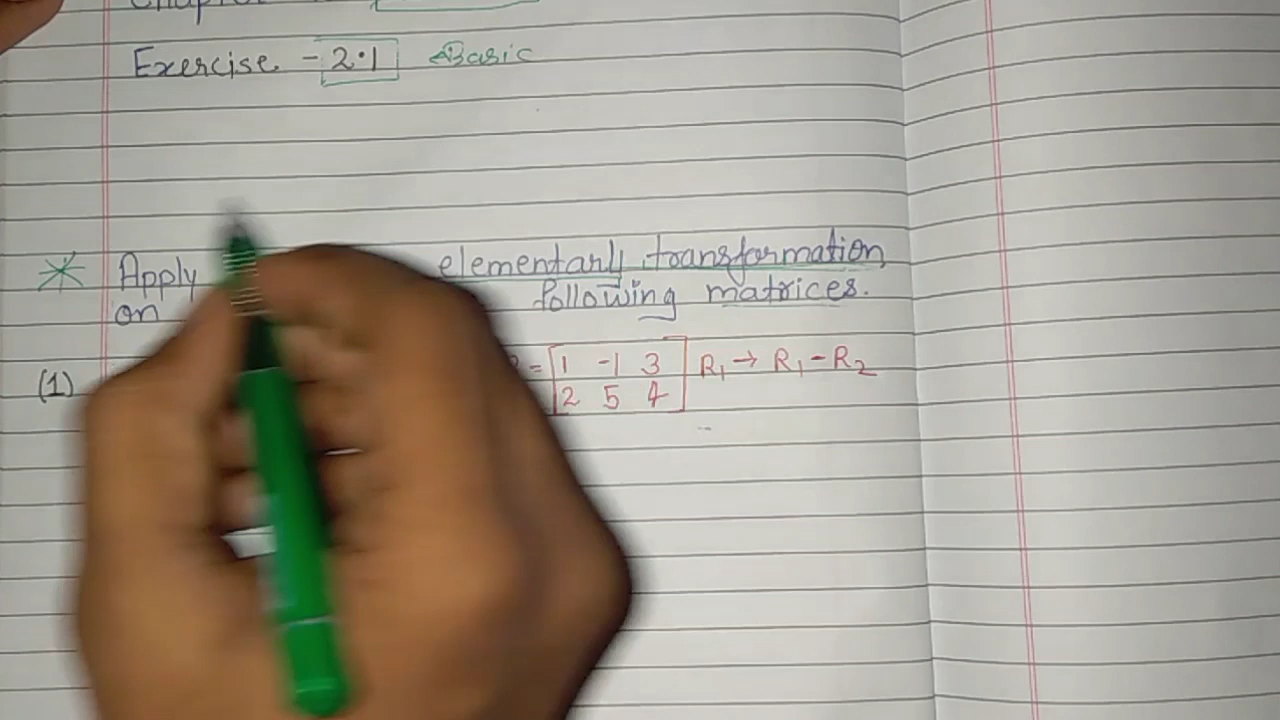 Exercise - 2.1 Basic
* Apply elementary transformation
on following matrices.
(1) = [1 -1 3 R₁ → R₁ - R₂
2 5 4]